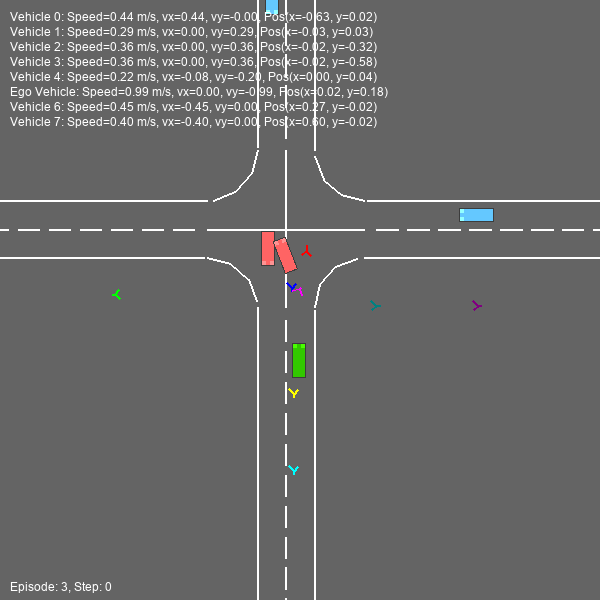 Vehicle 0: Speed=0.44 m/s, vx=0.44, vy=-0.00, Pos(x=-0.63, y=0.02)
Vehicle 1: Speed=0.29 m/s, vx=0.00, vy=0.29, Pos(x=-0.03, y=0.03)
Vehicle 2: Speed=0.36 m/s, vx=0.00, vy=0.36, Pos(x=-0.02, y=-0.32)
Vehicle 3: Speed=0.36 m/s, vx=0.00, vy=0.36, Pos(x=-0.02, y=-0.58)
Vehicle 4: Speed=0.22 m/s, vx=-0.08, vy=-0.20, Pos(x=0.00, y=0.04)
Ego Vehicle: Speed=0.99 m/s, vx=0.00, vy=-0.99, Pos(x=0.02, y=0.18)
Vehicle 6: Speed=0.45 m/s, vx=-0.45, vy=0.00, Pos(x=0.27, y=-0.02)
Vehicle 7: Speed=0.40 m/s, vx=-0.40, vy=0.00, Pos(x=0.60, y=-0.02)
Episode: 3, Step: 0